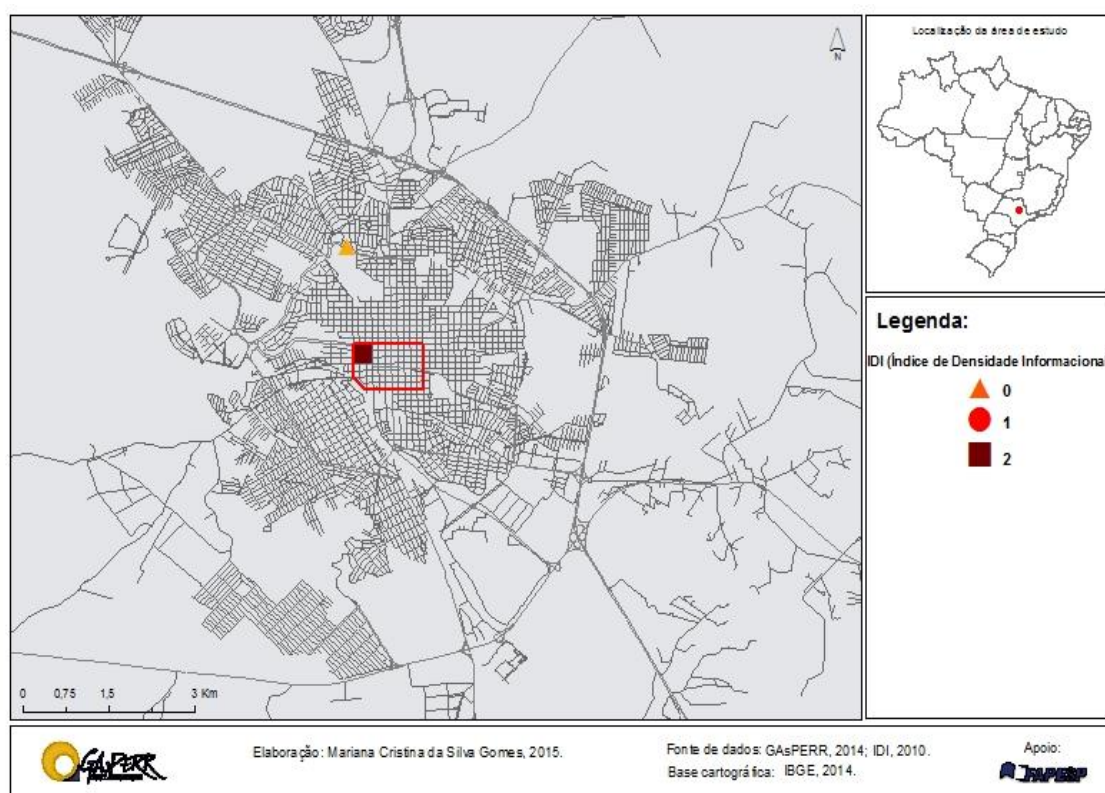 Localização da área de estudo
N
Legenda:
IDI (Índice de Densidade Informacional
0
1
2
0 0,75 1,5 3 Km
GAsPERR
Elaboração: Mariana Cristina da Silva Gomes, 2015.
Fonte de dados: GAsPERR, 2014; IDI, 2010.
Base cartográfica: IBGE, 2014.
Apoio:
FAPESP